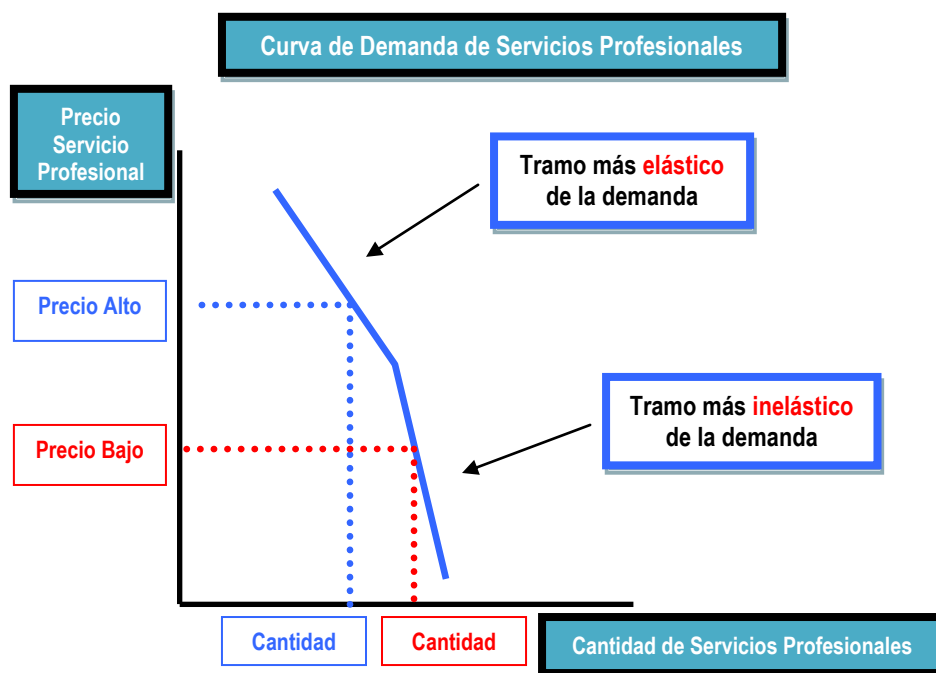 Curva de Demanda de Servicios Profesionales
Precio
Servicio
Profesional
Tramo más elástico
de la demanda
Precio Alto
Tramo más inelástico
de la demanda
Precio Bajo
Cantidad
Cantidad
Cantidad de Servicios Profesionales